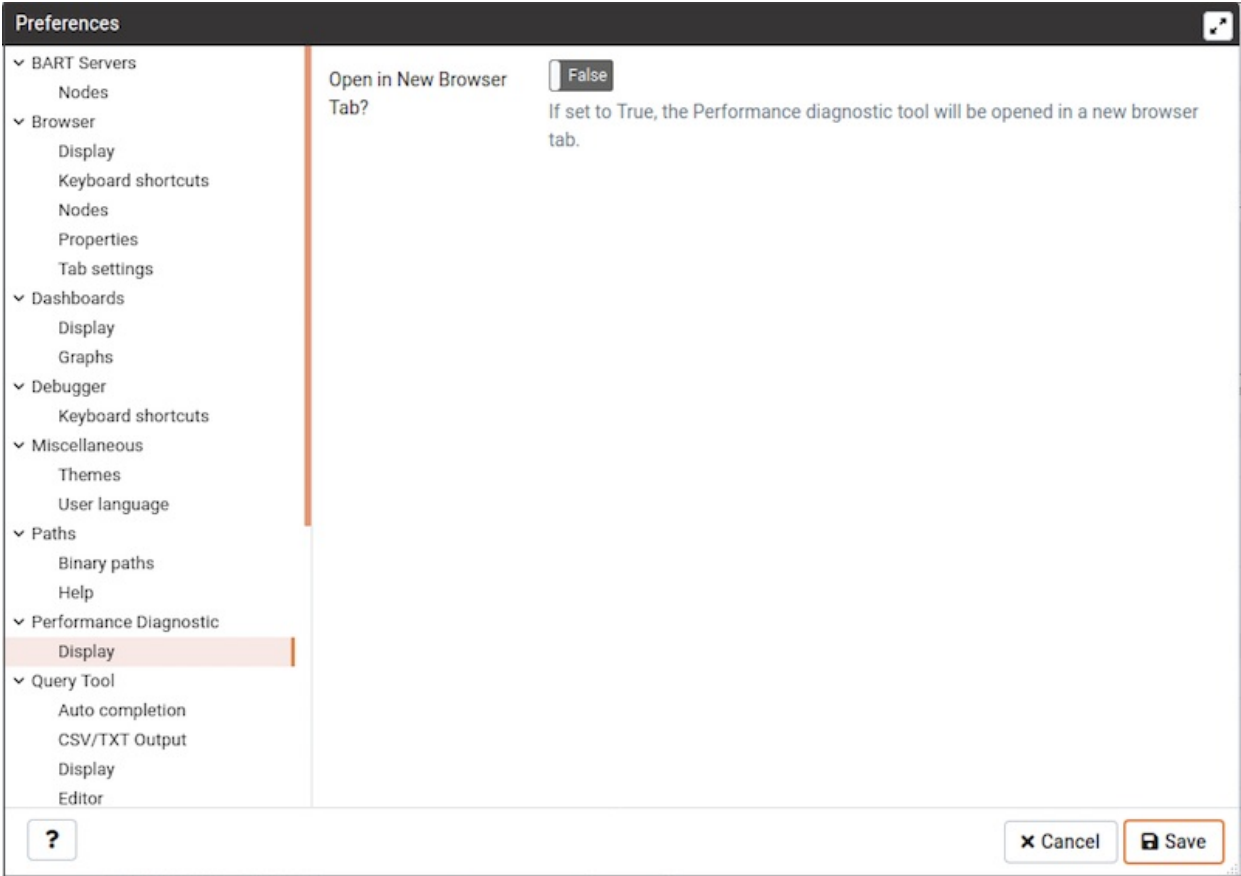 Preferences
BART Servers
Nodes
Browser
Display
Keyboard shortcuts
Nodes
Properties
Tab settings
Dashboards
Display
Graphs
Debugger
Keyboard shortcuts
Miscellaneous
Themes
User language
Paths
Binary paths
Help
Performance Diagnostic
Display
Query Tool
Auto completion
CSV/TXT Output
Display
Editor
Open in New Browser
Tab?
False
If set to True, the Performance diagnostic tool will be opened in a new browser
tab.
?
Cancel
Save